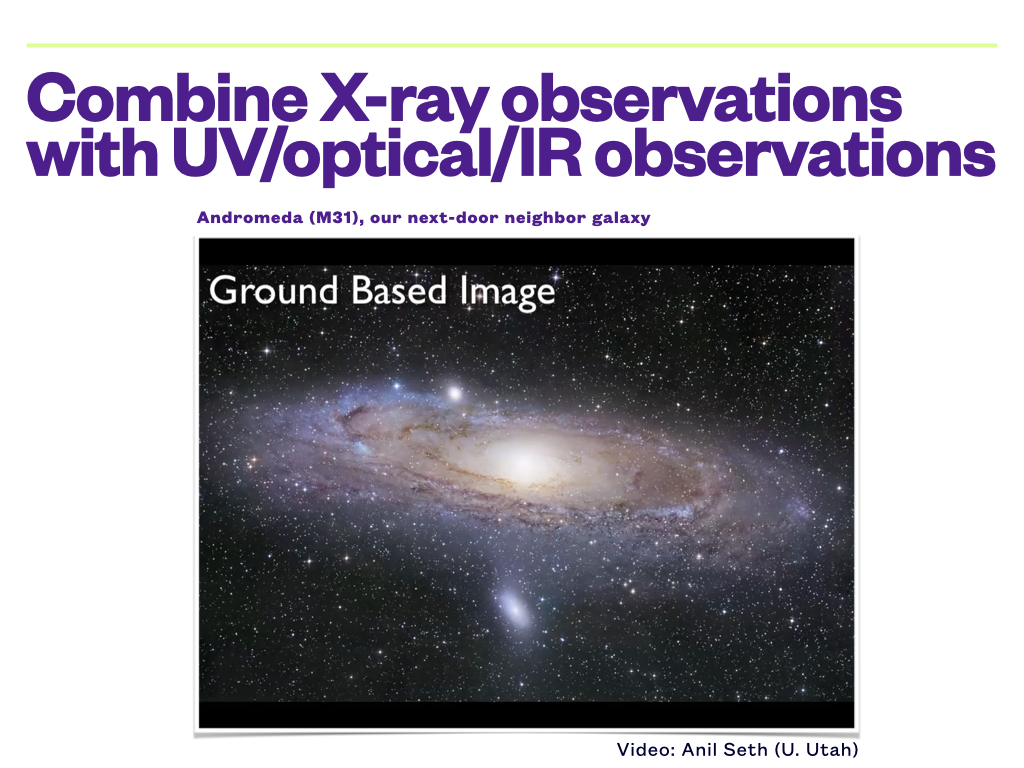 Combine X-ray observations
with UV/optical/IR observations
Andromeda (M31), our next-door neighbor galaxy
Ground Based Image
Video: Anil Seth (U. Utah)